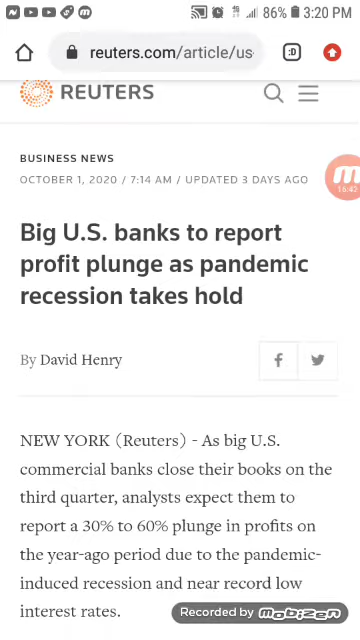 86% 3:20 PM
reuters.com/article/us
:D
REUTERS
BUSINESS NEWS
OCTOBER 1, 2020 / 7:14 AM / UPDATED 3 DAYS AGO
16:43
Big U.S. banks to report
profit plunge as pandemic
recession takes hold
By David Henry
NEW YORK (Reuters) - As big U.S.
commercial banks close their books on the
third quarter, analysts expect them to
report a 30% to 60% plunge in profits on
the year-ago period due to the pandemic-
induced recession and near record low
interest rates.
Recorded by mobizen